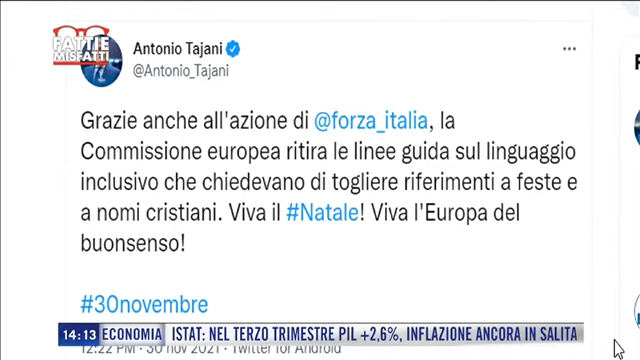 FATTI E
MISFATTI
Antonio Tajani
@Antonio_Tajani
Grazie anche all'azione di @forza_italia, la
Commissione europea ritira le linee guida sul linguaggio
inclusivo che chiedevano di togliere riferimenti a feste e
a nomi cristiani. Viva il #Natale! Viva l'Europa del
buonsenso!
#30novembre
14:13 ECONOMIA ISTAT: NEL TERZO TRIMESTRE PIL +2,6%, INFLAZIONE ANCORA IN SALITA
12:22 PM · 30 nov 2021 · Twitter for Android